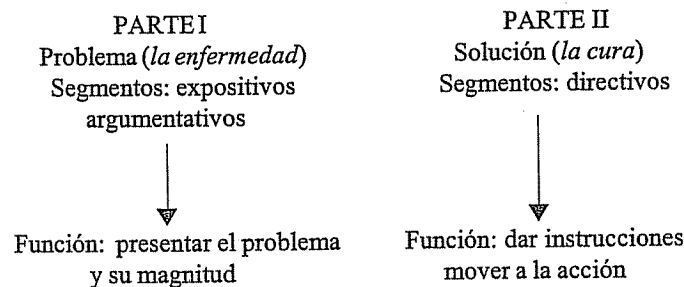 PARTE I
Problema (la enfermedad)
Segmentos: expositivos
argumentativos
Función: presentar el problema
y su magnitud
PARTE II
Solución (la cura)
Segmentos: directivos
Función: dar instrucciones
mover a la acción